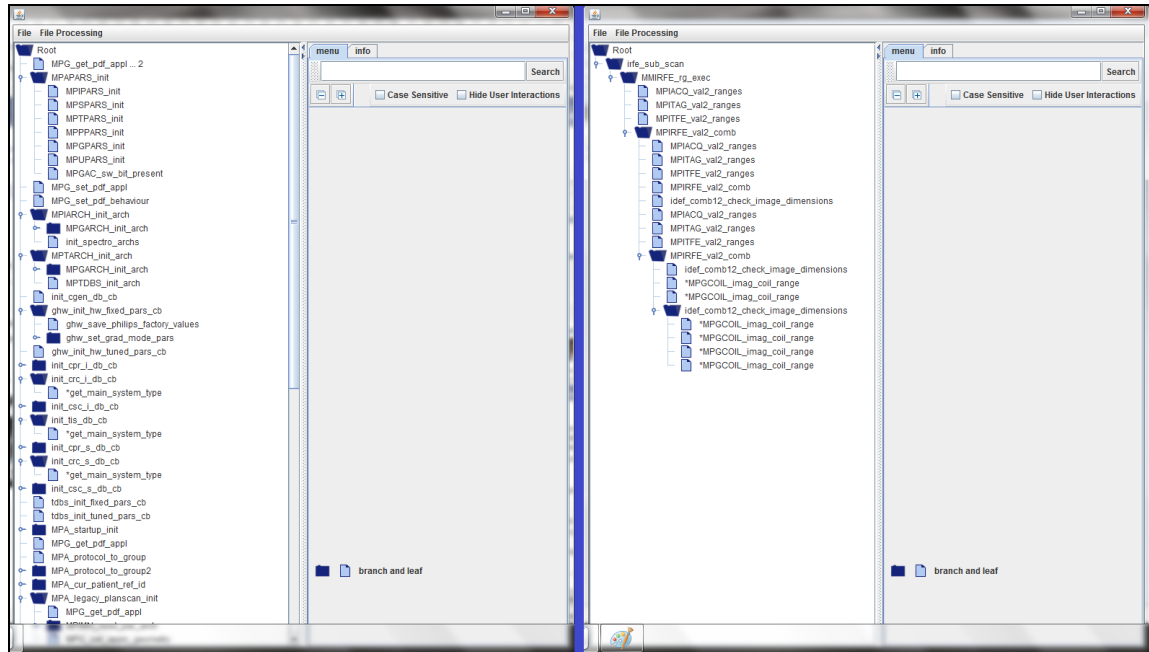 File File Processing
Root
MPG_get_pdf_appl ... 2
MPAPARS_init
MPIPARS_init
MPSPARS_init
MPTPARS_init
MPPPARS_init
MPGPARS_init
MPUPARS_init
MPGAC_sw_bit_present
MPG_set_pdf_appl
MPG_set_pdf_behaviour
MPIARCH_init_arch
MPGARCH_init_arch
init_spectro_archs
MPTARCH_init_arch
MPGARCH_init_arch
MPTDBS_init_arch
init_cgen_db_cb
ghw_init_hw_fixed_pars_cb
ghw_save_philips_factory_values
ghw_set_grad_mode_pars
ghw_init_hw_tuned_pars_cb
init_cpr_i_db_cb
init_crc_i_db_cb
*get_main_system_type
init_csc_i_db_cb
init_tis_db_cb
*get_main_system_type
init_cpr_s_db_cb
init_crc_s_db_cb
*get_main_system_type
init_csc_s_db_cb
tdbs_init_fixed_pars_cb
tdbs_init_tuned_pars_cb
MPA_startup_init
MPG_get_pdf_appl
MPA_protocol_to_group
MPA_protocol_to_group2
MPA_cur_patient_ref_id
MPA_legacy_planscan_init
MPG_get_pdf_appl
menu info
Search
Case Sensitive Hide User Interactions
branch and leaf
File File Processing
Root
irfe_sub_scan
MMIRFE_rg_exec
MPIACQ_val2_ranges
MPITAG_val2_ranges
MPITFE_val2_ranges
MPIRFE_val2_comb
MPIACQ_val2_ranges
MPITAG_val2_ranges
MPITFE_val2_ranges
MPIRFE_val2_comb
idef_comb12_check_image_dimensions
MPIACQ_val2_ranges
MPITAG_val2_ranges
MPITFE_val2_ranges
MPIRFE_val2_comb
idef_comb12_check_image_dimensions
*MPGCOIL_imag_coil_range
*MPGCOIL_imag_coil_range
idef_comb12_check_image_dimensions
*MPGCOIL_imag_coil_range
*MPGCOIL_imag_coil_range
*MPGCOIL_imag_coil_range
*MPGCOIL_imag_coil_range
menu info
Search
Case Sensitive Hide User Interactions
branch and leaf